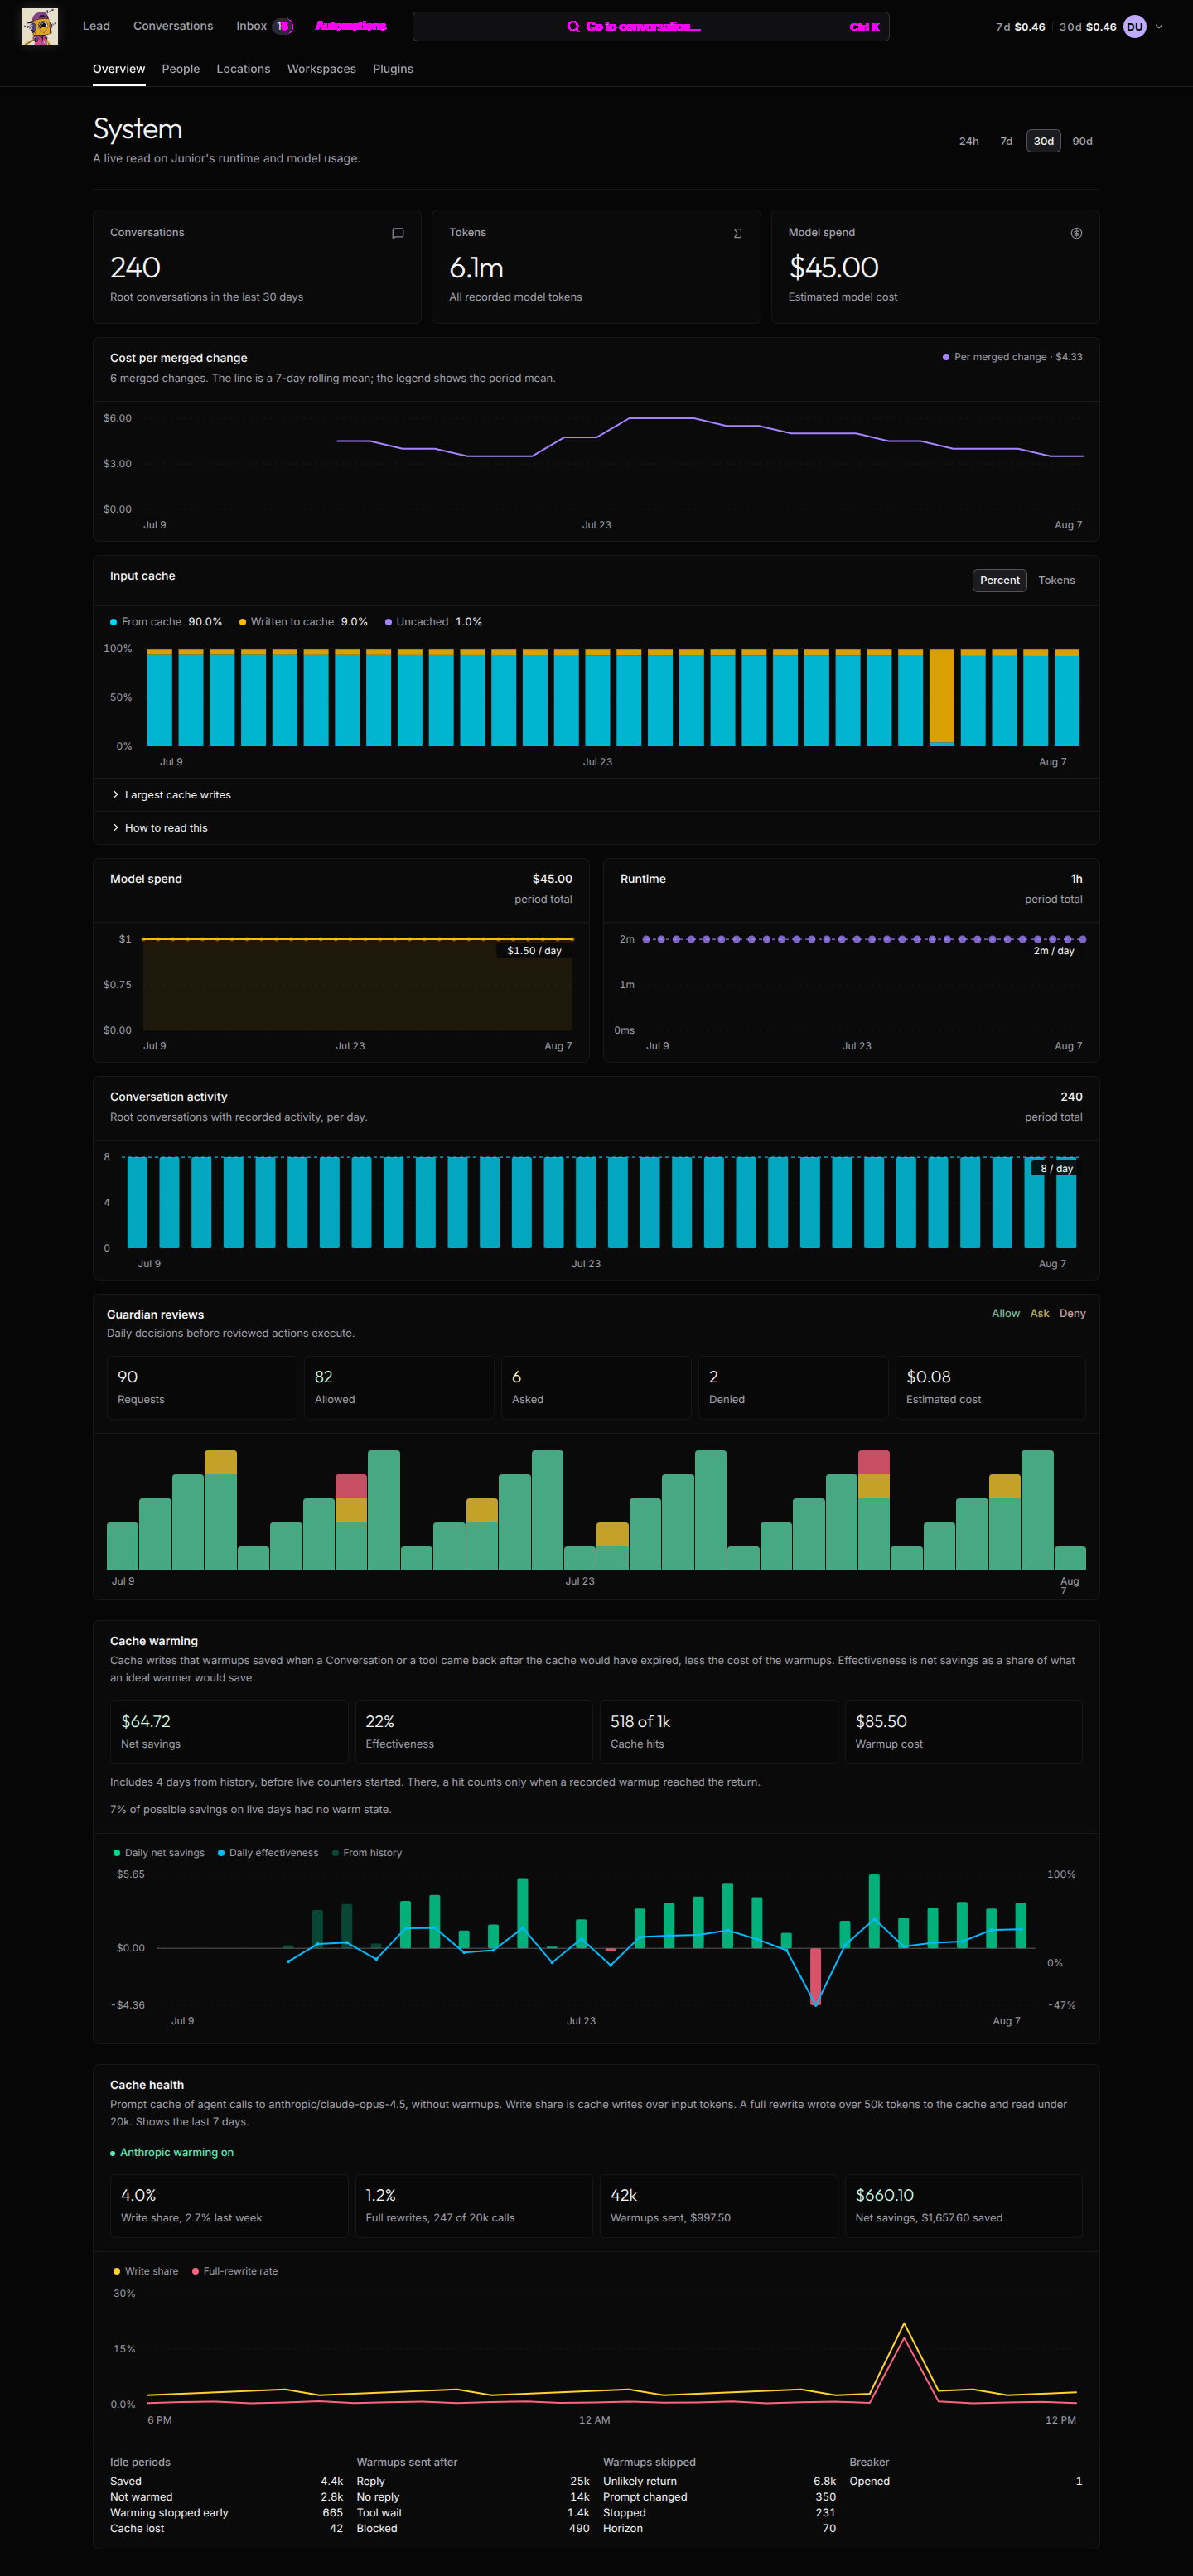 Lead Conversations Inbox Automations Go to conversation... Ctrl K 7d $0.46 30d $0.46 DU
Overview People Locations Workspaces Plugins
System
A live read on Junior's runtime and model usage.
24h 7d 30d 90d
Conversations
240
Root conversations in the last 30 days
Tokens
6.1m
All recorded model tokens
Model spend
$45.00
Estimated model cost
Cost per merged change
Per merged change · $4.33
6 merged changes. The line is a 7-day rolling mean; the legend shows the period mean.
$6.00
$3.00
$0.00
Jul 9 Jul 23 Aug 7
Input cache
Percent Tokens
From cache 90.0% Written to cache 9.0% Uncached 1.0%
100%
50%
0%
Jul 9 Jul 23 Aug 7
Largest cache writes
How to read this
Model spend $45.00
period total
$1
$1.50 / day
$0.75
$0.00
Jul 9 Jul 23 Aug 7
Runtime 1h
period total
2m
2m / day
1m
0ms
Jul 9 Jul 23 Aug 7
Conversation activity 240
Root conversations with recorded activity, per day. period total
8
8 / day
4
0
Jul 9 Jul 23 Aug 7
Guardian reviews Allow Ask Deny
Daily decisions before reviewed actions execute.
90
Requests
82
Allowed
6
Asked
2
Denied
$0.08
Estimated cost
Jul 9 Jul 23 Aug
7
Cache warming
Cache writes that warmups saved when a Conversation or a tool came back after the cache would have expired, less the cost of the warmups. Effectiveness is net savings as a share of what
an ideal warmer would save.
$64.72
Net savings
22%
Effectiveness
518 of 1k
Cache hits
$85.50
Warmup cost
Includes 4 days from history, before live counters started. There, a hit counts only when a recorded warmup reached the return.
7% of possible savings on live days had no warm state.
Daily net savings Daily effectiveness From history
$5.65 100%
$0.00
0%
-$4.36 -47%
Jul 9 Jul 23 Aug 7
Cache health
Prompt cache of agent calls to anthropic/claude-opus-4.5, without warmups. Write share is cache writes over input tokens. A full rewrite wrote over 50k tokens to the cache and read under
20k. Shows the last 7 days.
Anthropic warming on
4.0%
Write share, 2.7% last week
1.2%
Full rewrites, 247 of 20k calls
42k
Warmups sent, $997.50
$660.10
Net savings, $1,657.60 saved
Write share Full-rewrite rate
30%
15%
0.0%
6 PM 12 AM 12 PM
Idle periods
Saved 4.4k
Not warmed 2.8k
Warming stopped early 665
Cache lost 42
Warmups sent after
Reply 25k
No reply 14k
Tool wait 1.4k
Blocked 490
Warmups skipped
Unlikely return 6.8k
Prompt changed 350
Stopped 231
Horizon 70
Breaker
Opened 1